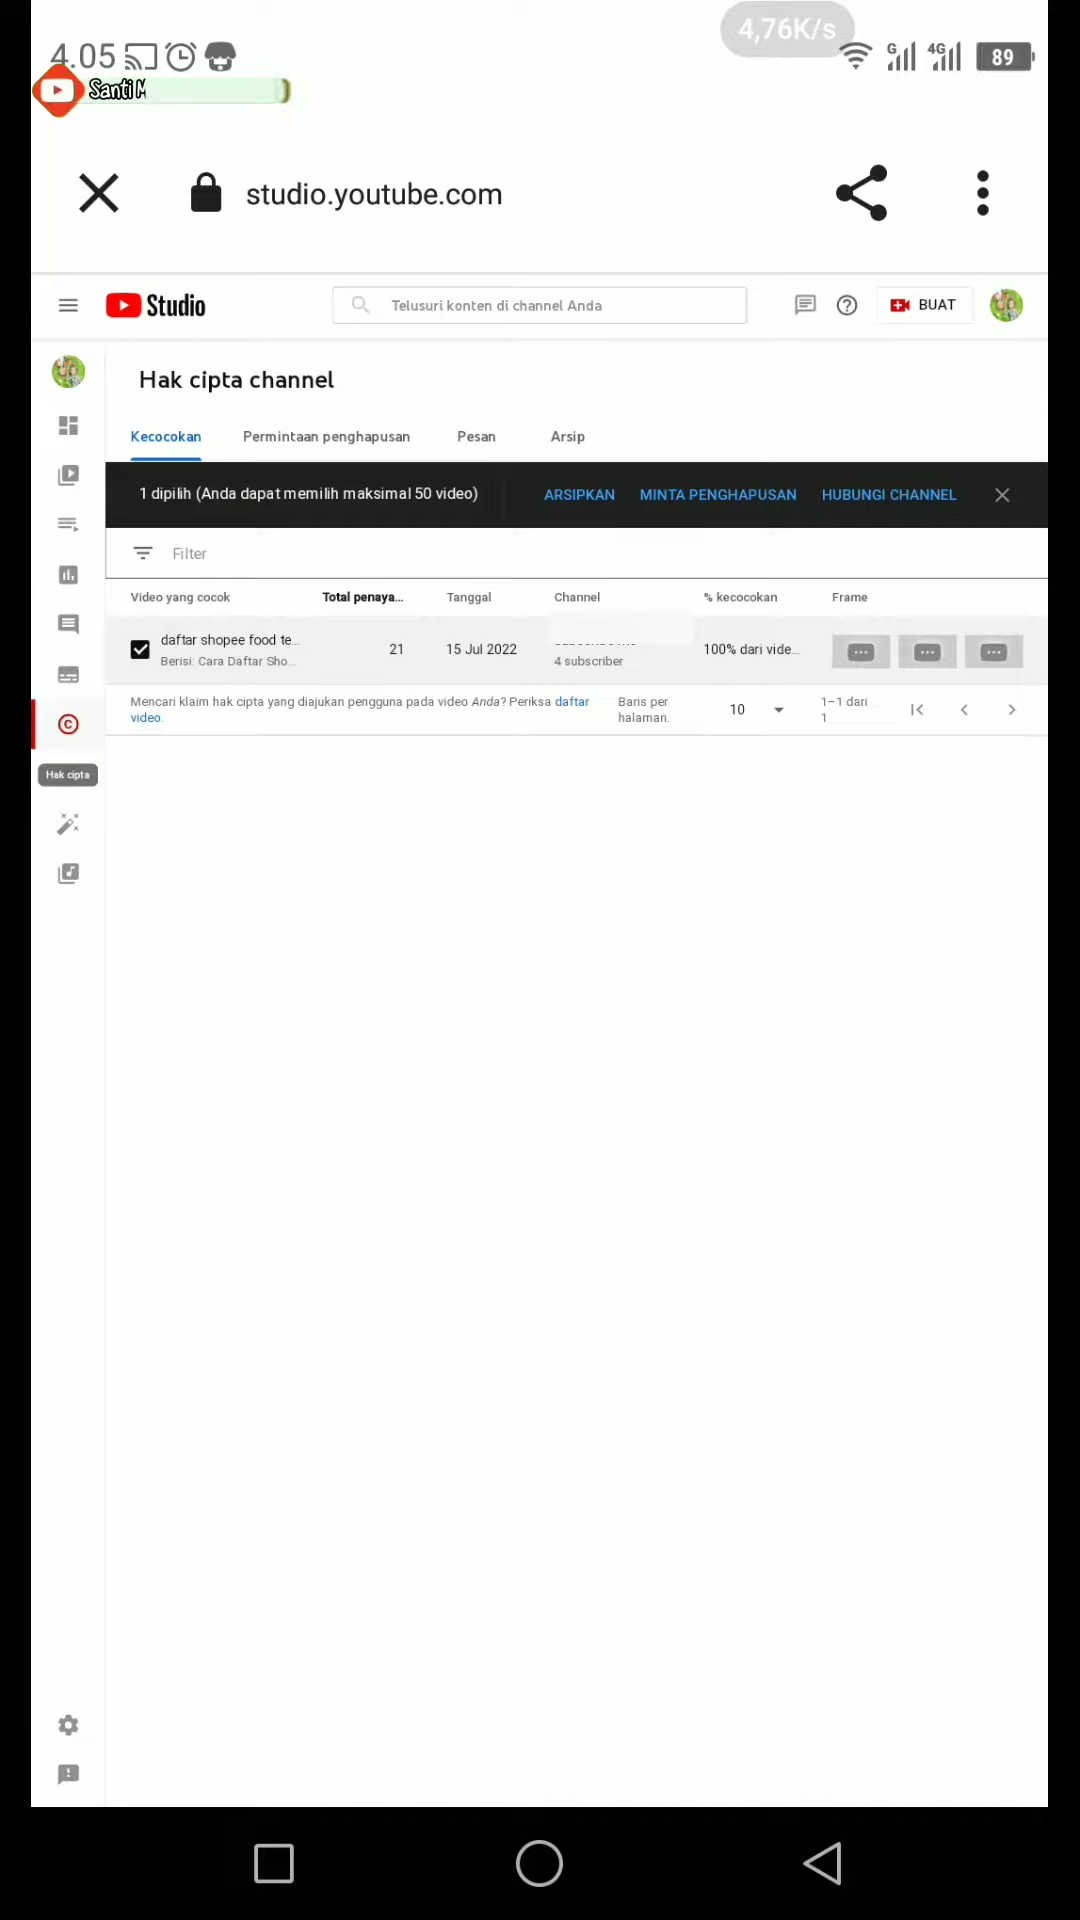 4,76K/s
4.05
G
4G
89
Santi M
studio.youtube.com
Studio
Telusuri konten di channel Anda
BUAT
Hak cipta channel
Kecocokan Permintaan penghapusan Pesan Arsip
1 dipilih (Anda dapat memilih maksimal 50 video) ARSIPKAN MINTA PENGHAPUSAN HUBUNGI CHANNEL
Filter
Video yang cocok Total penaya... Tanggal Channel % kecocokan Frame
daftar shopee food te...
Berisi: Cara Daftar Sho...
21
15 Jul 2022
4 subscriber
100% dari vide...
Mencari klaim hak cipta yang diajukan pengguna pada video Anda? Periksa daftar
video.
Baris per
halaman:
10
1–1 dari
1
Hak cipta